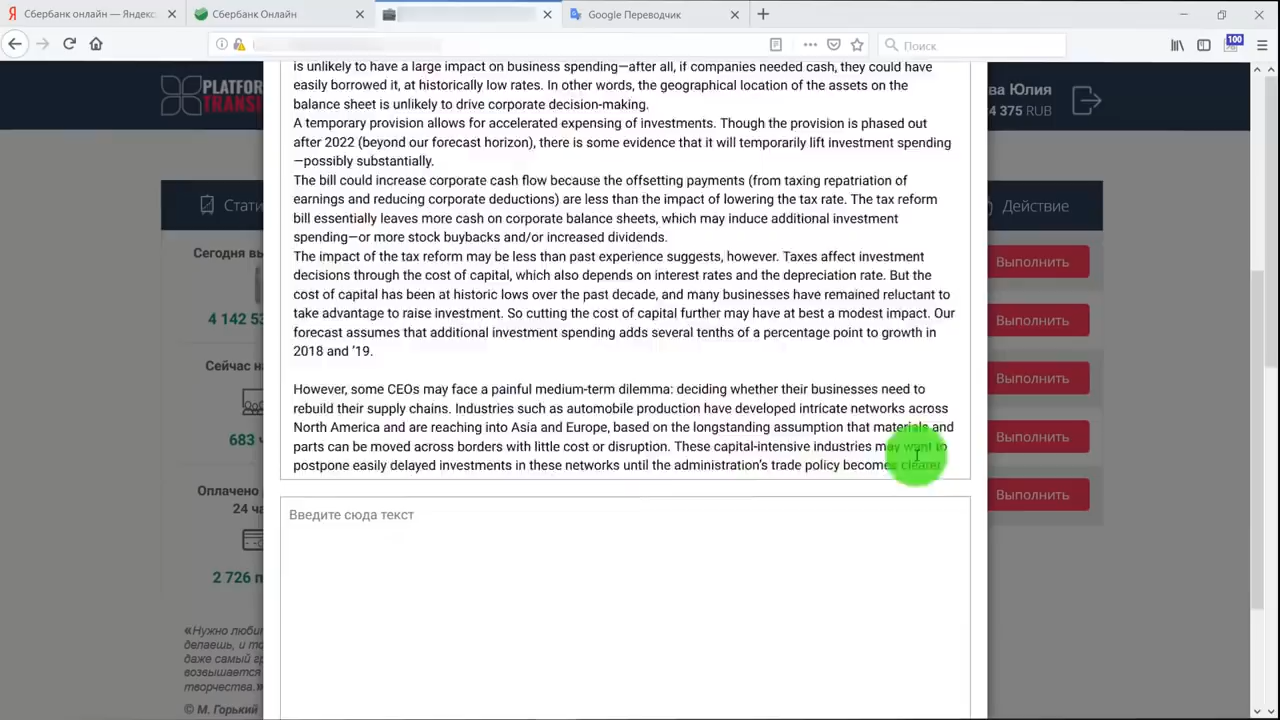 Сбербанк онлайн — Яндекс
Сбербанк Онлайн
Google Переводчик
Поиск
100
PLATFOR
TRANS
ва Юлия
4 375 RUB
Стати
Действие
Сегодня вы
4 142 53
Сейчас на
683 ч
Оплачено
24 ча
2 726 п
Выполнить
Выполнить
Выполнить
Выполнить
Выполнить
«Нужно любит
делаешь, и то
даже самый гр
возвышается
творчества.»
© М. Горький
is unlikely to have a large impact on business spending—after all, if companies needed cash, they could have
easily borrowed it, at historically low rates. In other words, the geographical location of the assets on the
balance sheet is unlikely to drive corporate decision-making.
A temporary provision allows for accelerated expensing of investments. Though the provision is phased out
after 2022 (beyond our forecast horizon), there is some evidence that it will temporarily lift investment spending
—possibly substantially.
The bill could increase corporate cash flow because the offsetting payments (from taxing repatriation of
earnings and reducing corporate deductions) are less than the impact of lowering the tax rate. The tax reform
bill essentially leaves more cash on corporate balance sheets, which may induce additional investment
spending—or more stock buybacks and/or increased dividends.
The impact of the tax reform may be less than past experience suggests, however. Taxes affect investment
decisions through the cost of capital, which also depends on interest rates and the depreciation rate. But the
cost of capital has been at historic lows over the past decade, and many businesses have remained reluctant to
take advantage to raise investment. So cutting the cost of capital further may have at best a modest impact. Our
forecast assumes that additional investment spending adds several tenths of a percentage point to growth in
2018 and ’19.
However, some CEOs may face a painful medium-term dilemma: deciding whether their businesses need to
rebuild their supply chains. Industries such as automobile production have developed intricate networks across
North America and are reaching into Asia and Europe, based on the longstanding assumption that materials and
parts can be moved across borders with little cost or disruption. These capital-intensive industries may want to
postpone easily delayed investments in these networks until the administration’s trade policy becomes clearer
Введите сюда текст